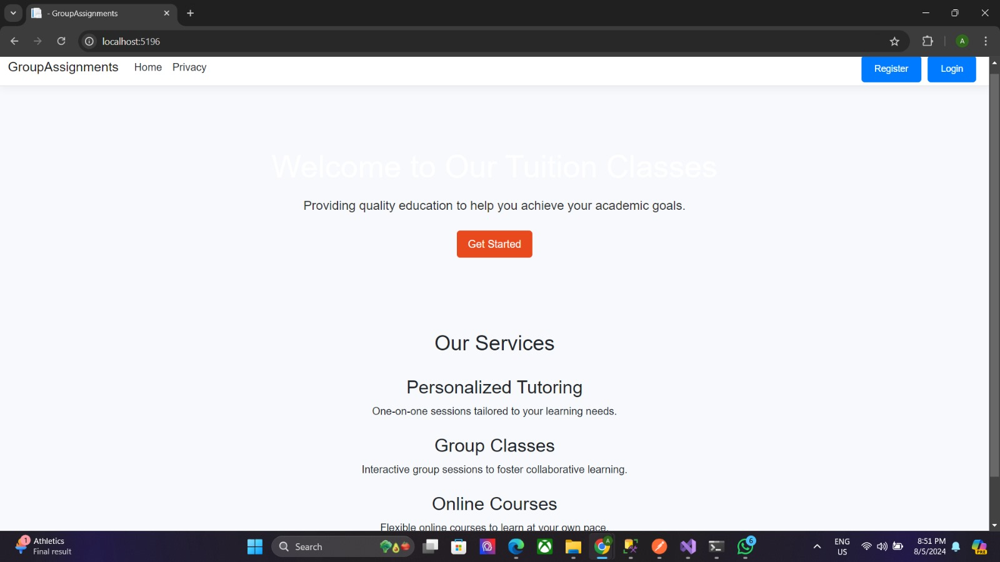 - GroupAssignments
localhost:5196
A
GroupAssignments Home Privacy Register Login
Welcome to Our Tuition Classes
Providing quality education to help you achieve your academic goals.
Get Started
Our Services
Personalized Tutoring
One-on-one sessions tailored to your learning needs.
Group Classes
Interactive group sessions to foster collaborative learning.
Online Courses
Flexible online courses to learn at your own pace.
1
Athletics
Final result
Search
A
6
ENG
US
8:51 PM
8/5/2024
PRE